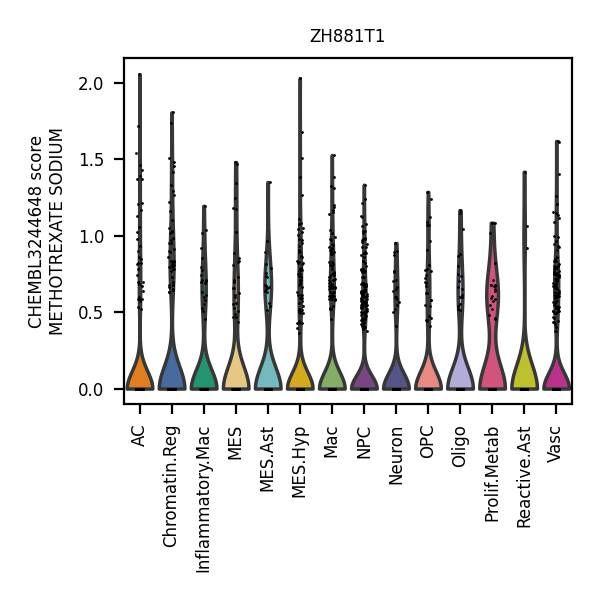 ZH881T1
CHEMBL3244648 score
METHOTREXATE SODIUM
2.0
1.5
1.0
0.5
0.0
AC
Chromatin.Reg
Inflammatory.Mac
MES
MES.Ast
MES.Hyp
Mac
NPC
Neuron
OPC
Oligo
Prolif.Metab
Reactive.Ast
Vasc